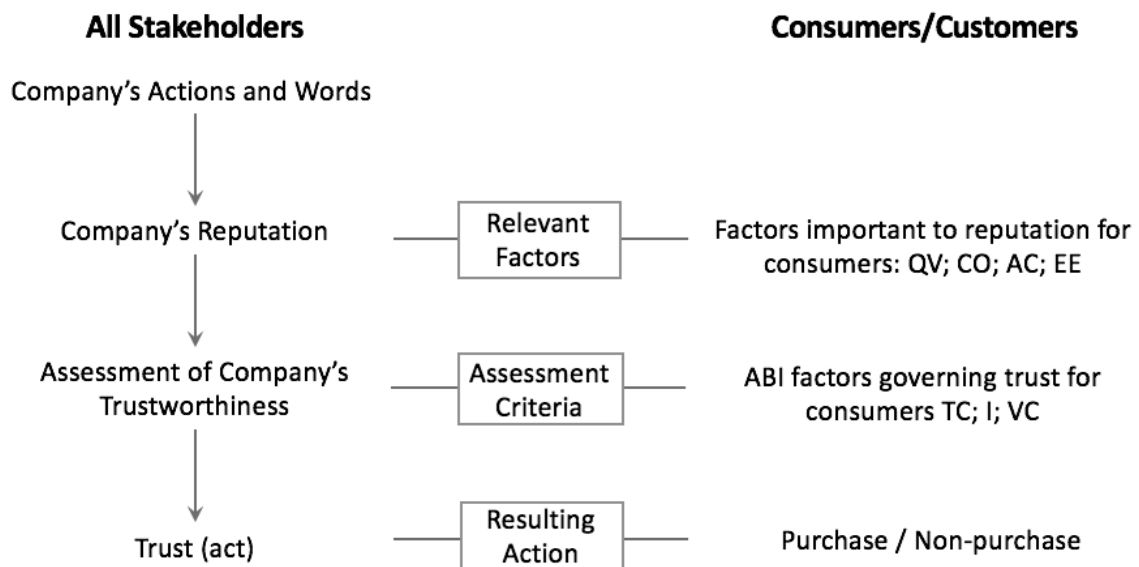 All Stakeholders
Consumers/Customers
Company’s Actions and Words
Company’s Reputation
Relevant
Factors
Factors important to reputation for
consumers: QV; CO; AC; EE
Assessment of Company’s
Trustworthiness
Assessment
Criteria
ABI factors governing trust for
consumers TC; I; VC
Trust (act)
Resulting
Action
Purchase / Non-purchase